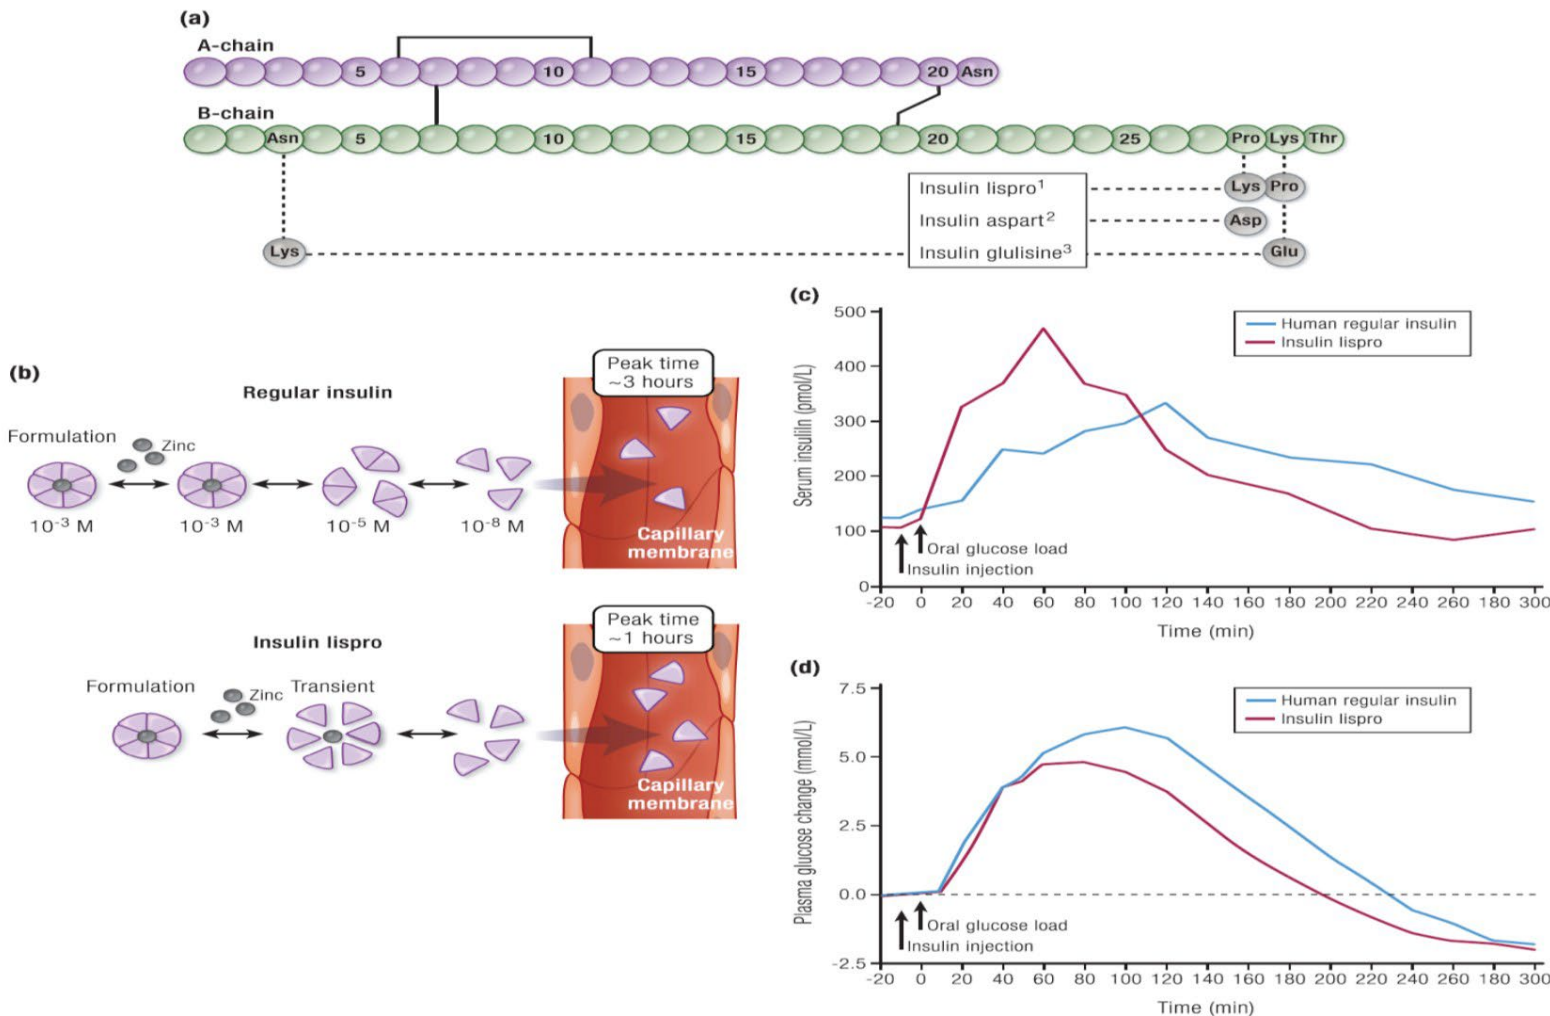 (a)
A-chain
5 10 15 20 Asn
B-chain
Asn 5 10 15 20 25 Pro Lys Thr
Insulin lispro¹ Lys Pro
Insulin aspart² Asp
Lys Insulin glulisine³ Glu
(b)
Regular insulin
Formulation
Zinc
10⁻³ M 10⁻³ M 10⁻⁵ M 10⁻⁸ M
Peak time
~3 hours
Capillary
membrane
Insulin lispro
Formulation
Zinc
Transient
Peak time
~1 hours
Capillary
membrane
(c)
Serum insuliin (pmol/L)
500
400
300
200
100
0
Human regular insulin
Insulin lispro
Oral glucose load
Insulin injection
-20 0 20 40 60 80 100 120 140 160 180 200 220 240 260 180 300
Time (min)
(d)
Plasma glucose change (mmol/L)
7.5
5.0
2.5
0.0
-2.5
Human regular insulin
Insulin lispro
Oral glucose load
Insulin injection
-20 0 20 40 60 80 100 120 140 160 180 200 220 240 260 180 300
Time (min)